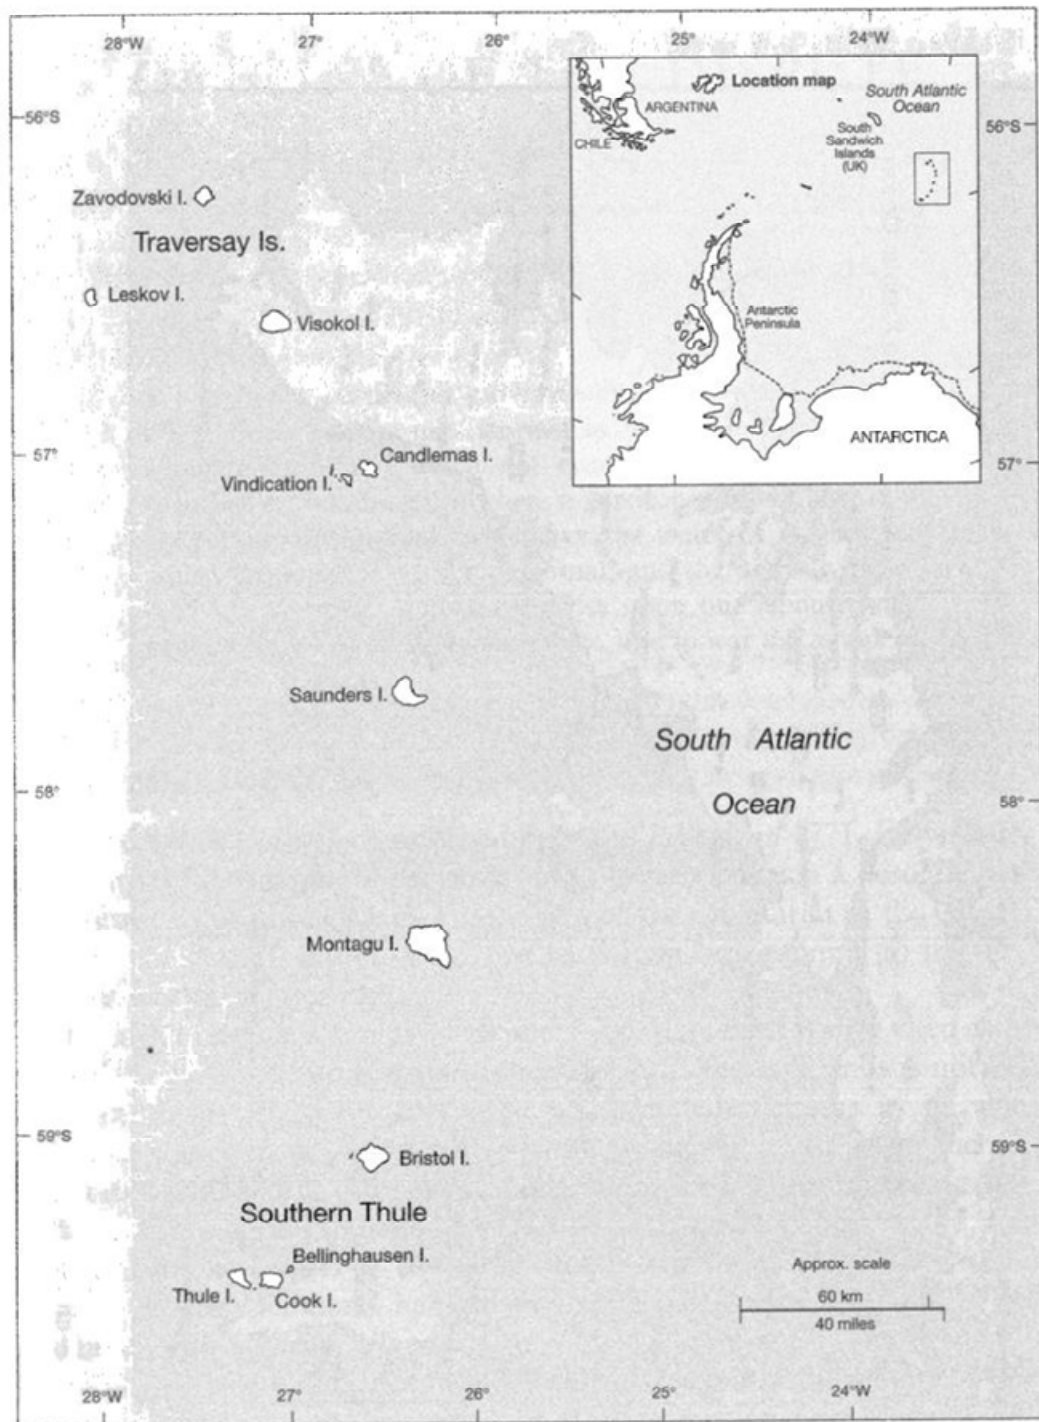 28°W
27°
26°
25°
24°W
56°S
56°S
Location map
ARGENTINA
CHILE
South Atlantic
Ocean
South
Sandwich
Islands
(UK)
Antarctic
Peninsula
ANTARCTICA
Zavodovski I.
Traversay Is.
Leskov I.
Visokol I.
57°
57°
Candlemas I.
Vindication I.
Saunders I.
South Atlantic
Ocean
58°
58°
Montagu I.
59°S
59°S
Bristol I.
Southern Thule
Bellinghausen I.
Thule I.
Cook I.
Approx. scale
60 km
40 miles
28°W
27°
26°
25°
24°W